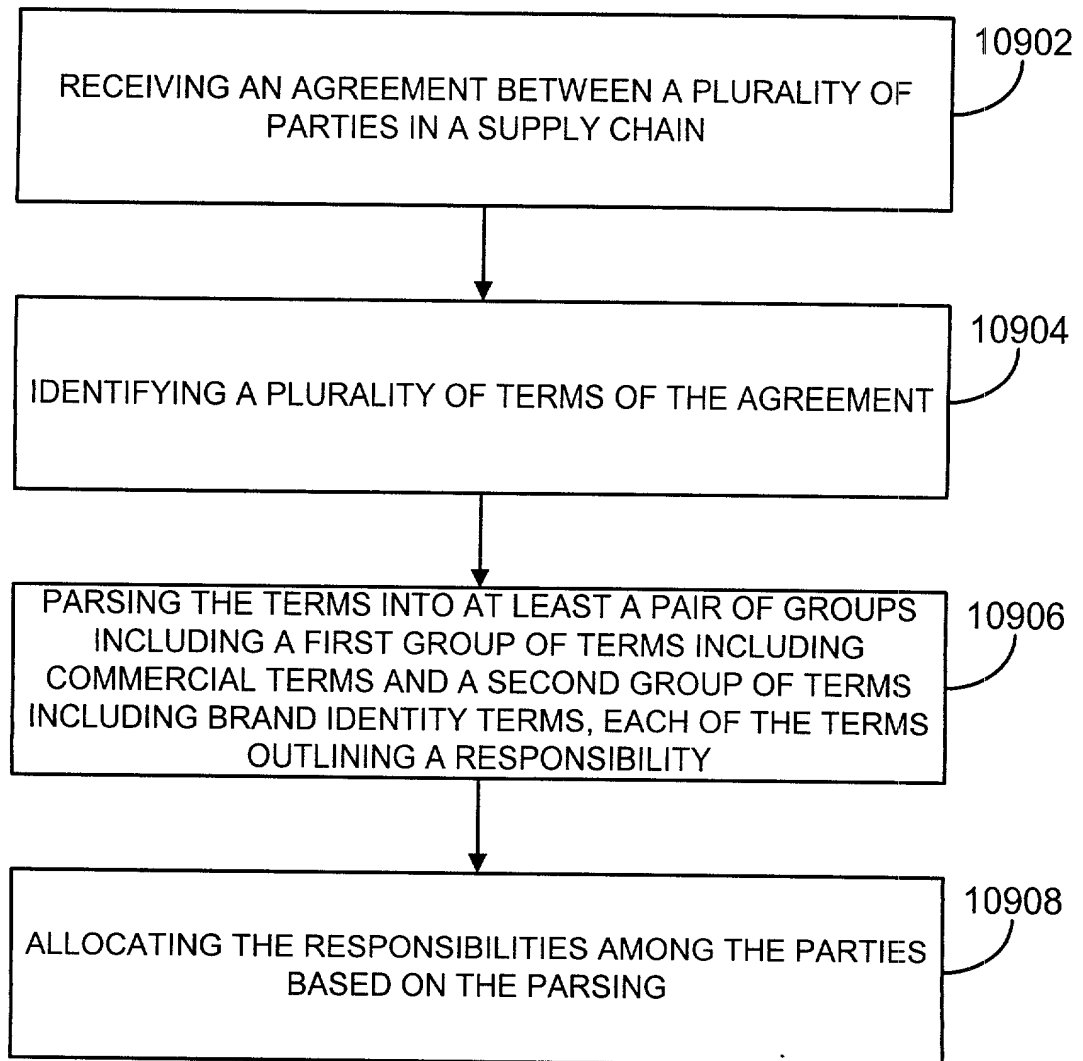 10902
RECEIVING AN AGREEMENT BETWEEN A PLURALITY OF
PARTIES IN A SUPPLY CHAIN
10904
IDENTIFYING A PLURALITY OF TERMS OF THE AGREEMENT
10906
PARSING THE TERMS INTO AT LEAST A PAIR OF GROUPS
INCLUDING A FIRST GROUP OF TERMS INCLUDING
COMMERCIAL TERMS AND A SECOND GROUP OF TERMS
INCLUDING BRAND IDENTITY TERMS, EACH OF THE TERMS
OUTLINING A RESPONSIBILITY
10908
ALLOCATING THE RESPONSIBILITIES AMONG THE PARTIES
BASED ON THE PARSING